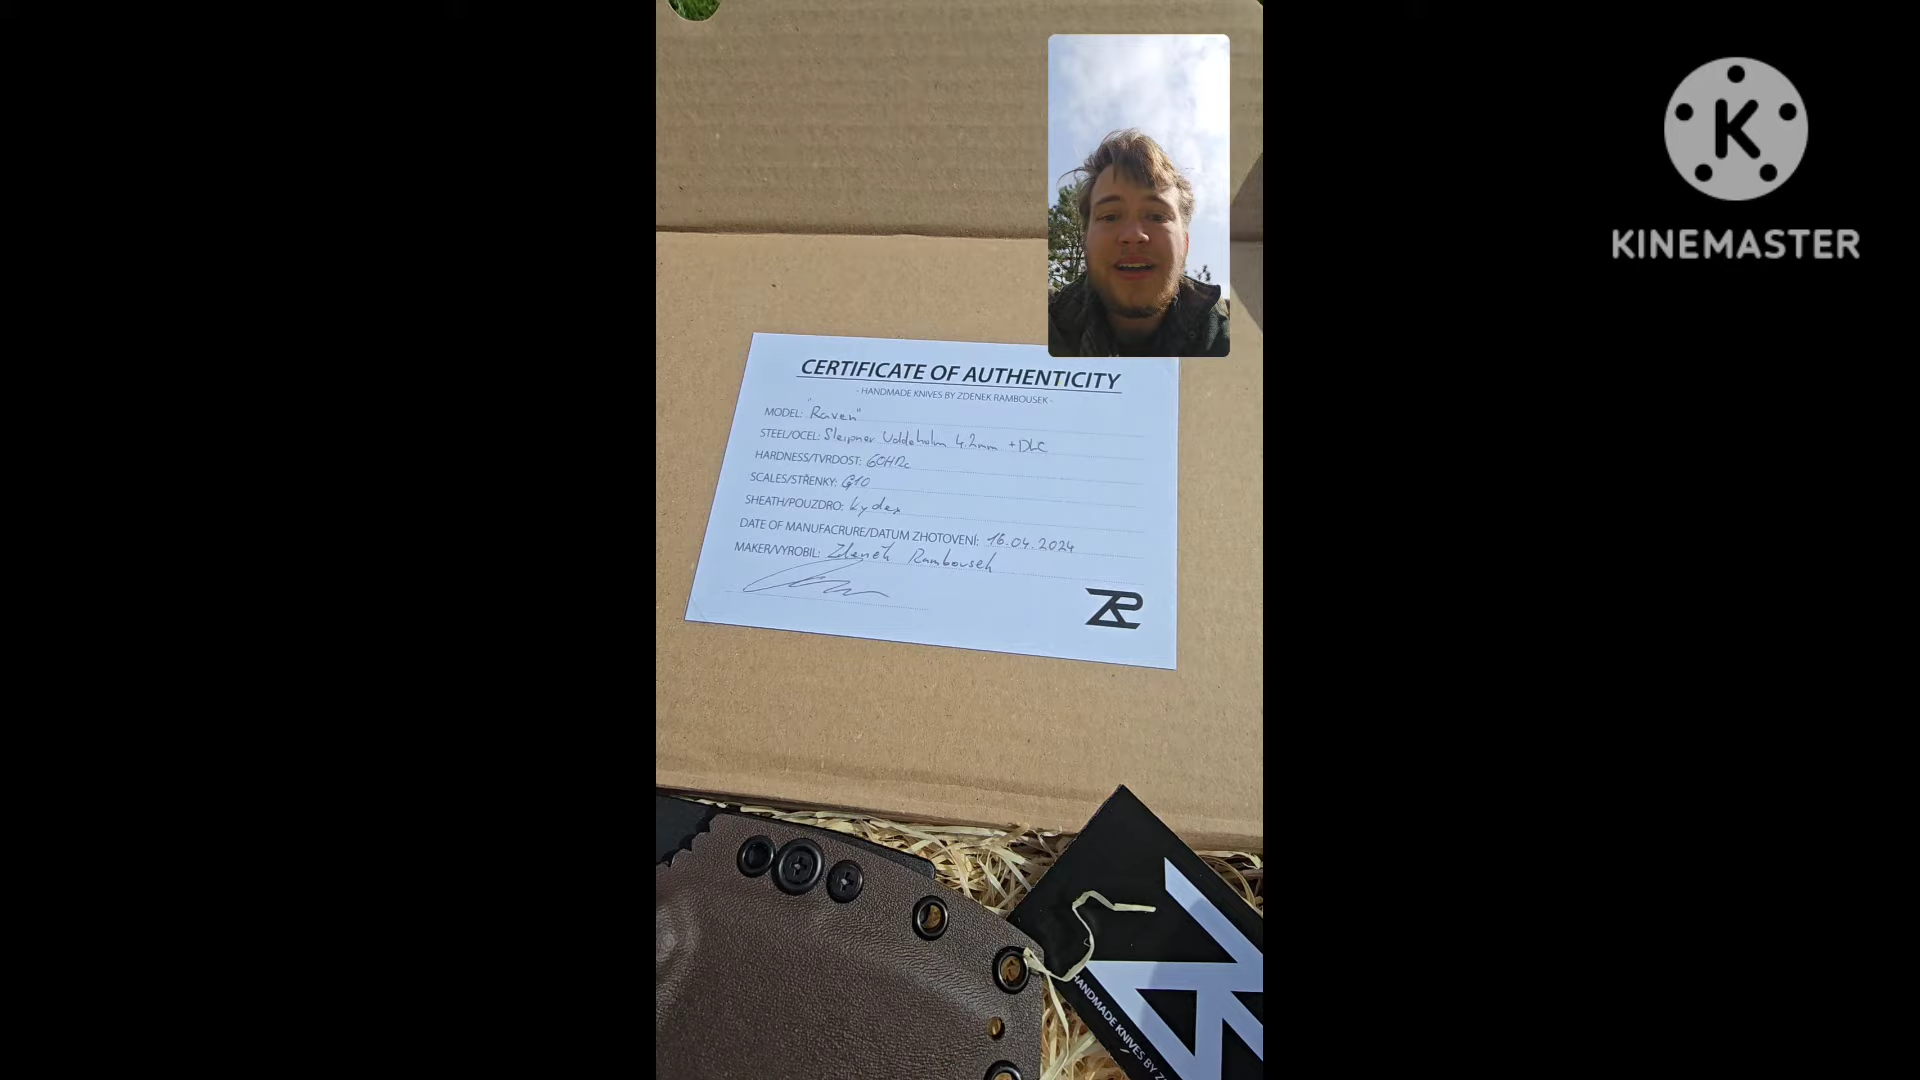 CERTIFICATE OF AUTHENTICITY
- HANDMADE KNIVES BY ZDENEK RAMBOUSEK -
MODEL: "Raven"
STEEL/OCEL: Sleipner Uddeholm 4.2mm + DLC
HARDNESS/TVRDOST: 60HRc
SCALES/STŘENKY: G10
SHEATH/POUZDRO: kydex
DATE OF MANUFACRURE/DATUM ZHOTOVENÍ: 16.04.2024
MAKER/VYROBIL: Zdeněk Rambousek
ZR
HANDMADE KNIVES BY Z
K
KINEMASTER